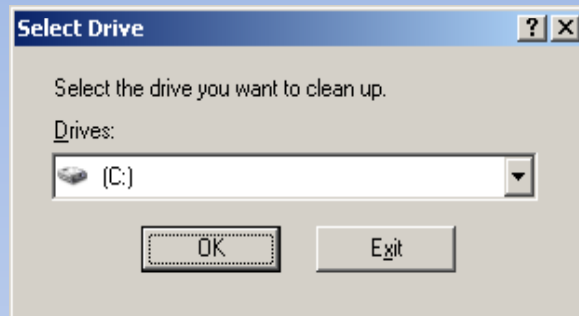 Select Drive
Select the drive you want to clean up.
Drives:
(C:)
OK Exit